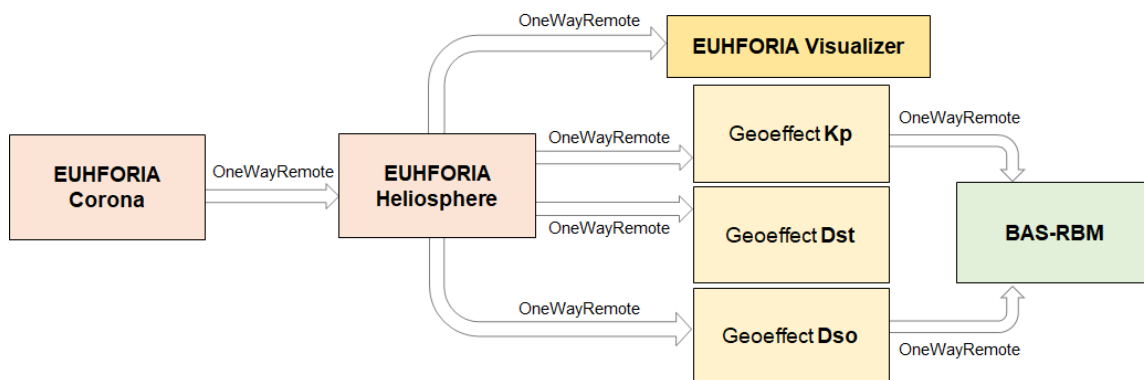 OneWayRemote
EUHFORIA Visualizer
OneWayRemote
Geoeffect Kp
OneWayRemote
EUHFORIA
Corona
OneWayRemote
EUHFORIA
Heliosphere
OneWayRemote
Geoeffect Dst
BAS-RBM
OneWayRemote
Geoeffect Dso
OneWayRemote